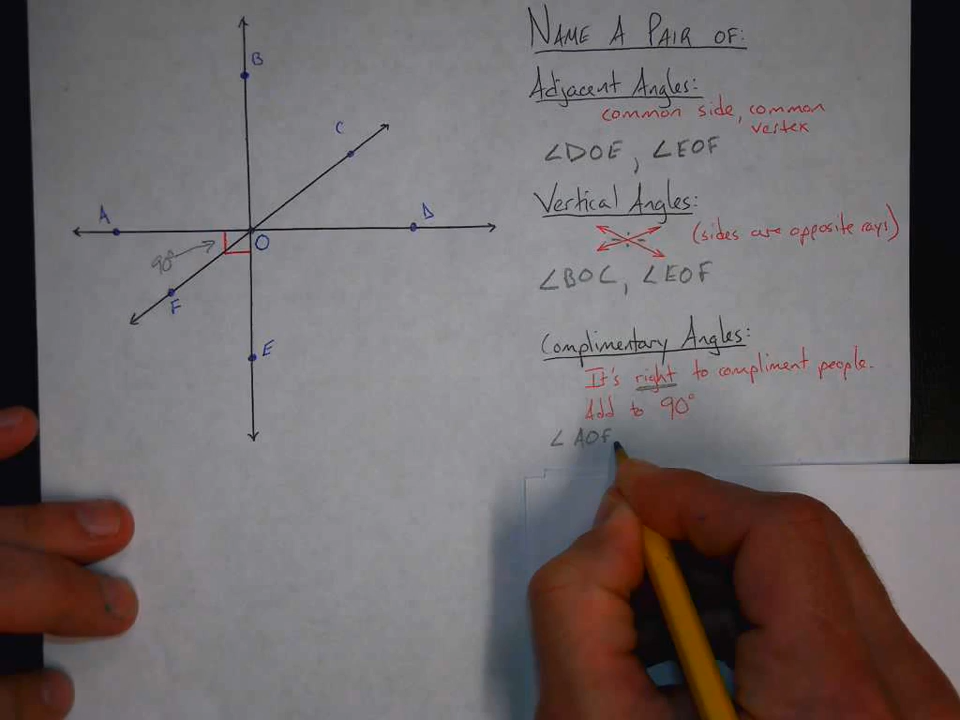 B
C
A
D
O
90°
F
E
NAME A PAIR OF:
Adjacent Angles:
common side, common
vertex
∠DOE, ∠EOF
Vertical Angles:
(sides are opposite rays)
∠BOC, ∠EOF
Complimentary Angles:
It's right to compliment people.
Add to 90°
∠AOF